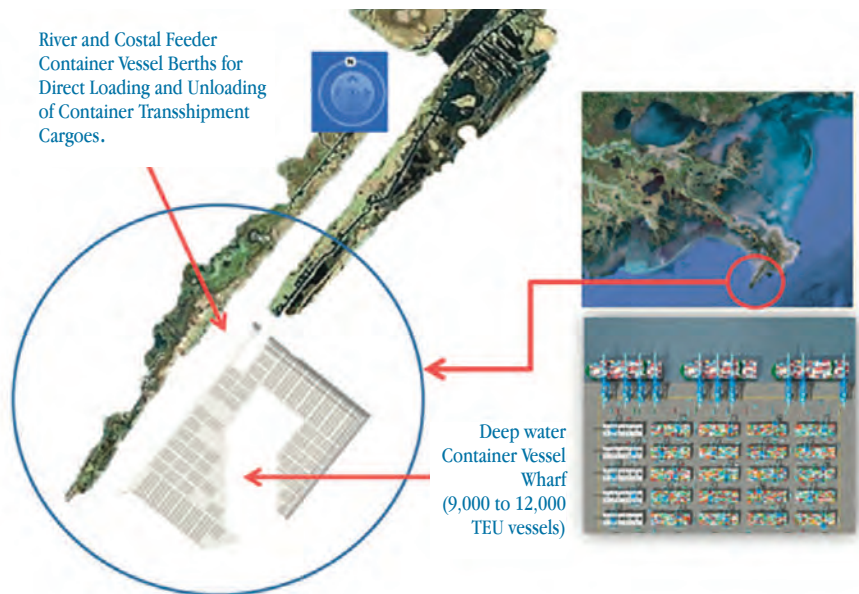 River and Costal Feeder
Container Vessel Berths for
Direct Loading and Unloading
of Container Transshipment
Cargoes.
N
Deep water
Container Vessel
Wharf
(9,000 to 12,000
TEU vessels)